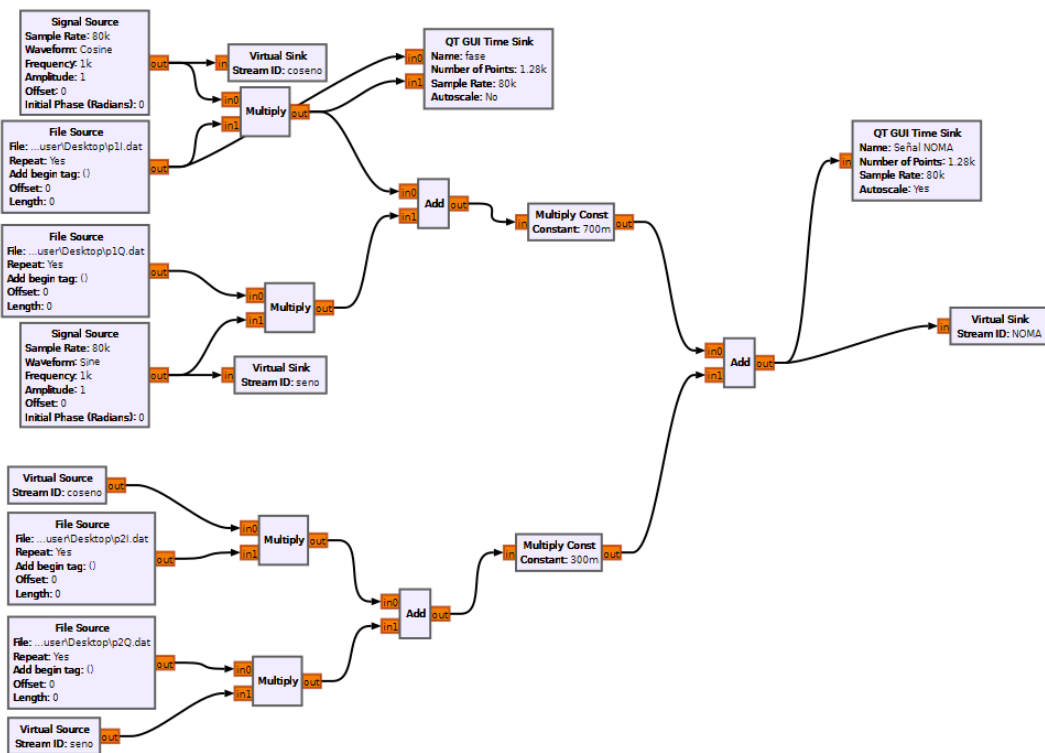 Signal Source
Sample Rate: 80k
Waveform: Cosine
Frequency: 1k
Amplitude: 1
Offset: 0
Initial Phase (Radians): 0
out
in
Virtual Sink
Stream ID: coseno
in0
in1
QT GUI Time Sink
Name: fase
Number of Points: 1.28k
Sample Rate: 80k
Autoscale: No
in0
in1
Multiply
out
File Source
File: ...user\Desktop\p1I.dat
Repeat: Yes
Add begin tag: ()
Offset: 0
Length: 0
out
in0
in1
Add
out
in
Multiply Const
Constant: 700m
out
in
QT GUI Time Sink
Name: Señal NOMA
Number of Points: 1.28k
Sample Rate: 80k
Autoscale: Yes
File Source
File: ...user\Desktop\p1Q.dat
Repeat: Yes
Add begin tag: ()
Offset: 0
Length: 0
out
in0
in1
Multiply
out
Signal Source
Sample Rate: 80k
Waveform: Sine
Frequency: 1k
Amplitude: 1
Offset: 0
Initial Phase (Radians): 0
out
in
Virtual Sink
Stream ID: seno
in0
in1
Add
out
in
Virtual Sink
Stream ID: NOMA
Virtual Source
Stream ID: coseno
out
File Source
File: ...user\Desktop\p2I.dat
Repeat: Yes
Add begin tag: ()
Offset: 0
Length: 0
out
in0
in1
Multiply
out
in0
in1
Add
out
in
Multiply Const
Constant: 300m
out
File Source
File: ...user\Desktop\p2Q.dat
Repeat: Yes
Add begin tag: ()
Offset: 0
Length: 0
out
in0
in1
Multiply
out
Virtual Source
Stream ID: seno
out